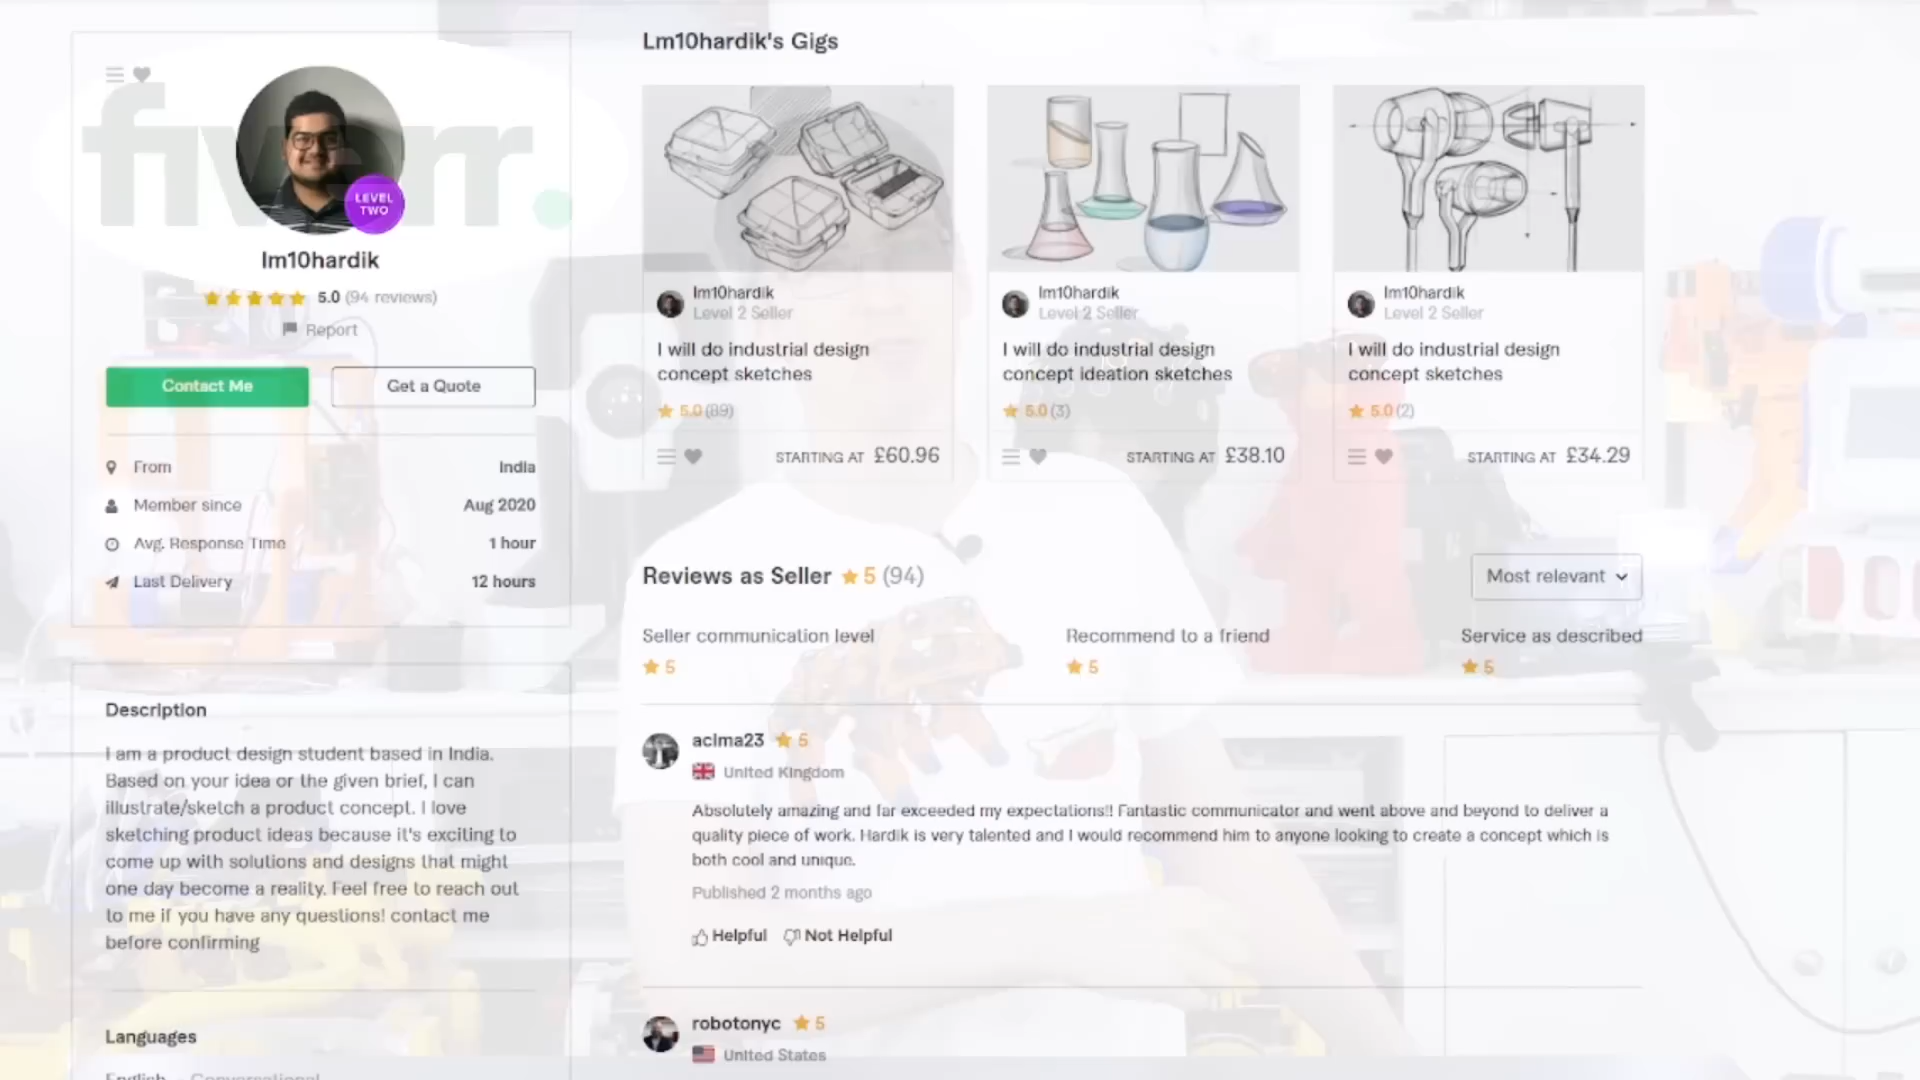 fiverr.
LEVEL
TWO
lm10hardik
5.0 (94 reviews)
Report
Contact Me
Get a Quote
From
India
Member since
Aug 2020
Avg. Response Time
1 hour
Last Delivery
12 hours
Description
I am a product design student based in India.
Based on your idea or the given brief, I can
illustrate/sketch a product concept. I love
sketching product ideas because it's exciting to
come up with solutions and designs that might
one day become a reality. Feel free to reach out
to me if you have any questions! contact me
before confirming
Languages
English - Conversational
Lm10hardik's Gigs
lm10hardik
Level 2 Seller
I will do industrial design
concept sketches
5.0 (89)
STARTING AT £60.96
lm10hardik
Level 2 Seller
I will do industrial design
concept ideation sketches
5.0 (3)
STARTING AT £38.10
lm10hardik
Level 2 Seller
I will do industrial design
concept sketches
5.0 (2)
STARTING AT £34.29
Reviews as Seller 5 (94)
Most relevant
Seller communication level
5
Recommend to a friend
5
Service as described
5
aclma23 5
United Kingdom
Absolutely amazing and far exceeded my expectations!! Fantastic communicator and went above and beyond to deliver a
quality piece of work. Hardik is very talented and I would recommend him to anyone looking to create a concept which is
both cool and unique.
Published 2 months ago
Helpful
Not Helpful
robotonyc 5
United States